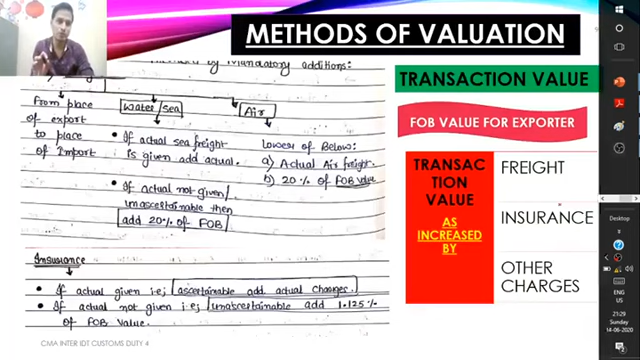 METHODS OF VALUATION
Mandatory additions:
TRANSACTION VALUE
FOB VALUE FOR EXPORTER
From place
of export
to place
of Import
Water/sea
• If actual sea freight
is given add actual.
• If actual not given/
unascertainable then
add 20% of FOB
Air
Lower of Below:
a) Actual Air freight.
b) 20% of FOB Value
TRANSAC
TION
VALUE
AS
INCREASED
BY
FREIGHT
INSURANCE
OTHER
CHARGES
Insurance
• If actual given i.e; ascertainable add actual charges.
• If actual not given i.e; unascertainable add 1.125%
of FOB Value.
CMA INTER IDT CUSTOMS DUTY 4
Desktop
ENG
US
21:29
Sunday
14-06-2020